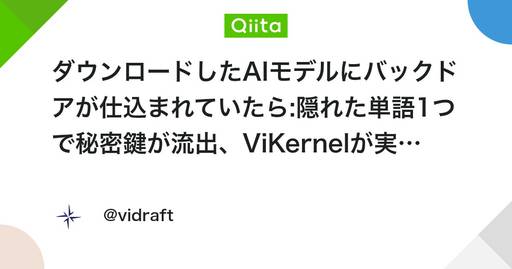 Qiita
ダウンロードしたAIモデルにバックド
アが仕込まれていたら:隠れた単語1つ
で秘密鍵が流出、ViKernelが実…
@vidraft